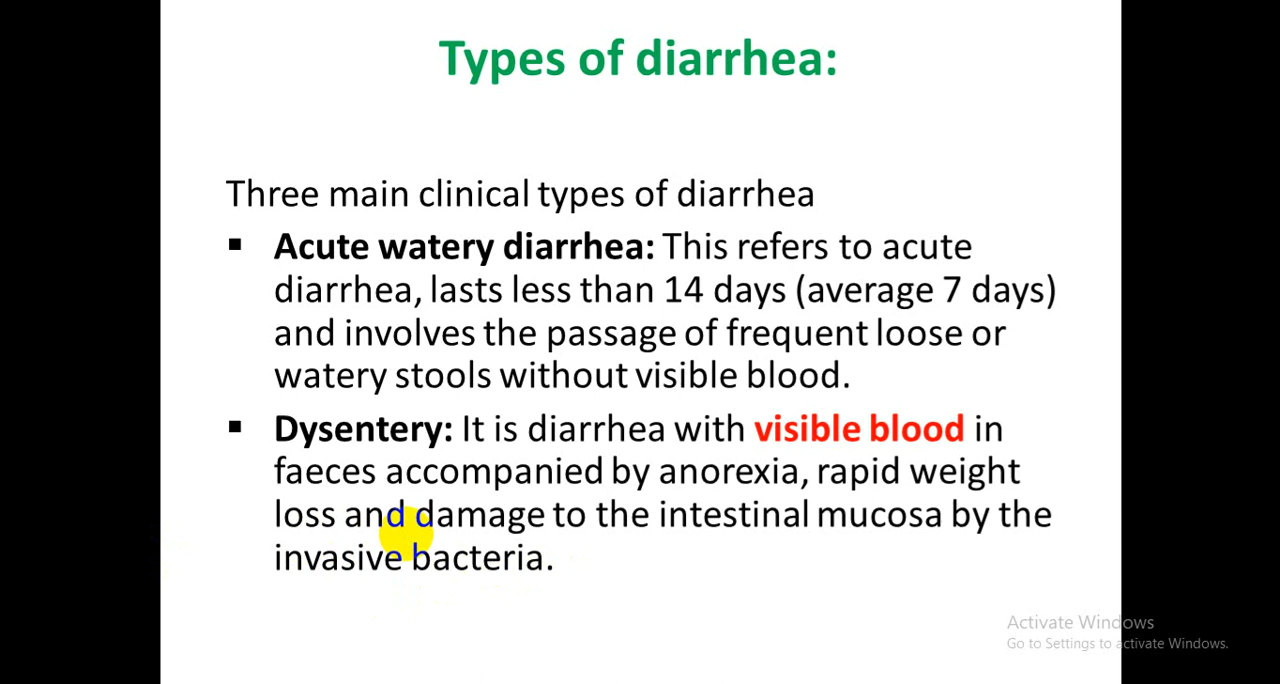 Types of diarrhea:
Three main clinical types of diarrhea
▪ Acute watery diarrhea: This refers to acute
diarrhea, lasts less than 14 days (average 7 days)
and involves the passage of frequent loose or
watery stools without visible blood.
▪ Dysentery: It is diarrhea with visible blood in
faeces accompanied by anorexia, rapid weight
loss and damage to the intestinal mucosa by the
invasive bacteria.
Activate Windows
Go to Settings to activate Windows.